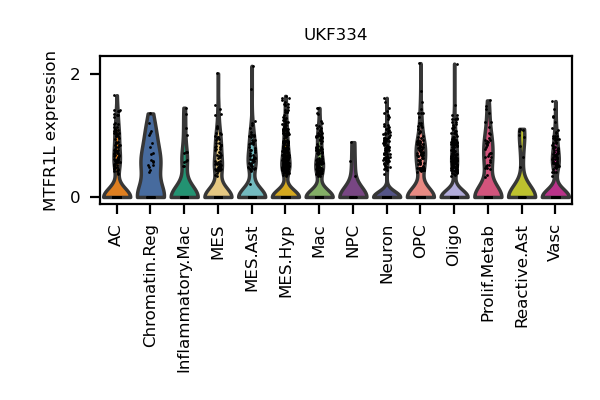 UKF334
MTFR1L expression
2
0
AC
Chromatin.Reg
Inflammatory.Mac
MES
MES.Ast
MES.Hyp
Mac
NPC
Neuron
OPC
Oligo
Prolif.Metab
Reactive.Ast
Vasc